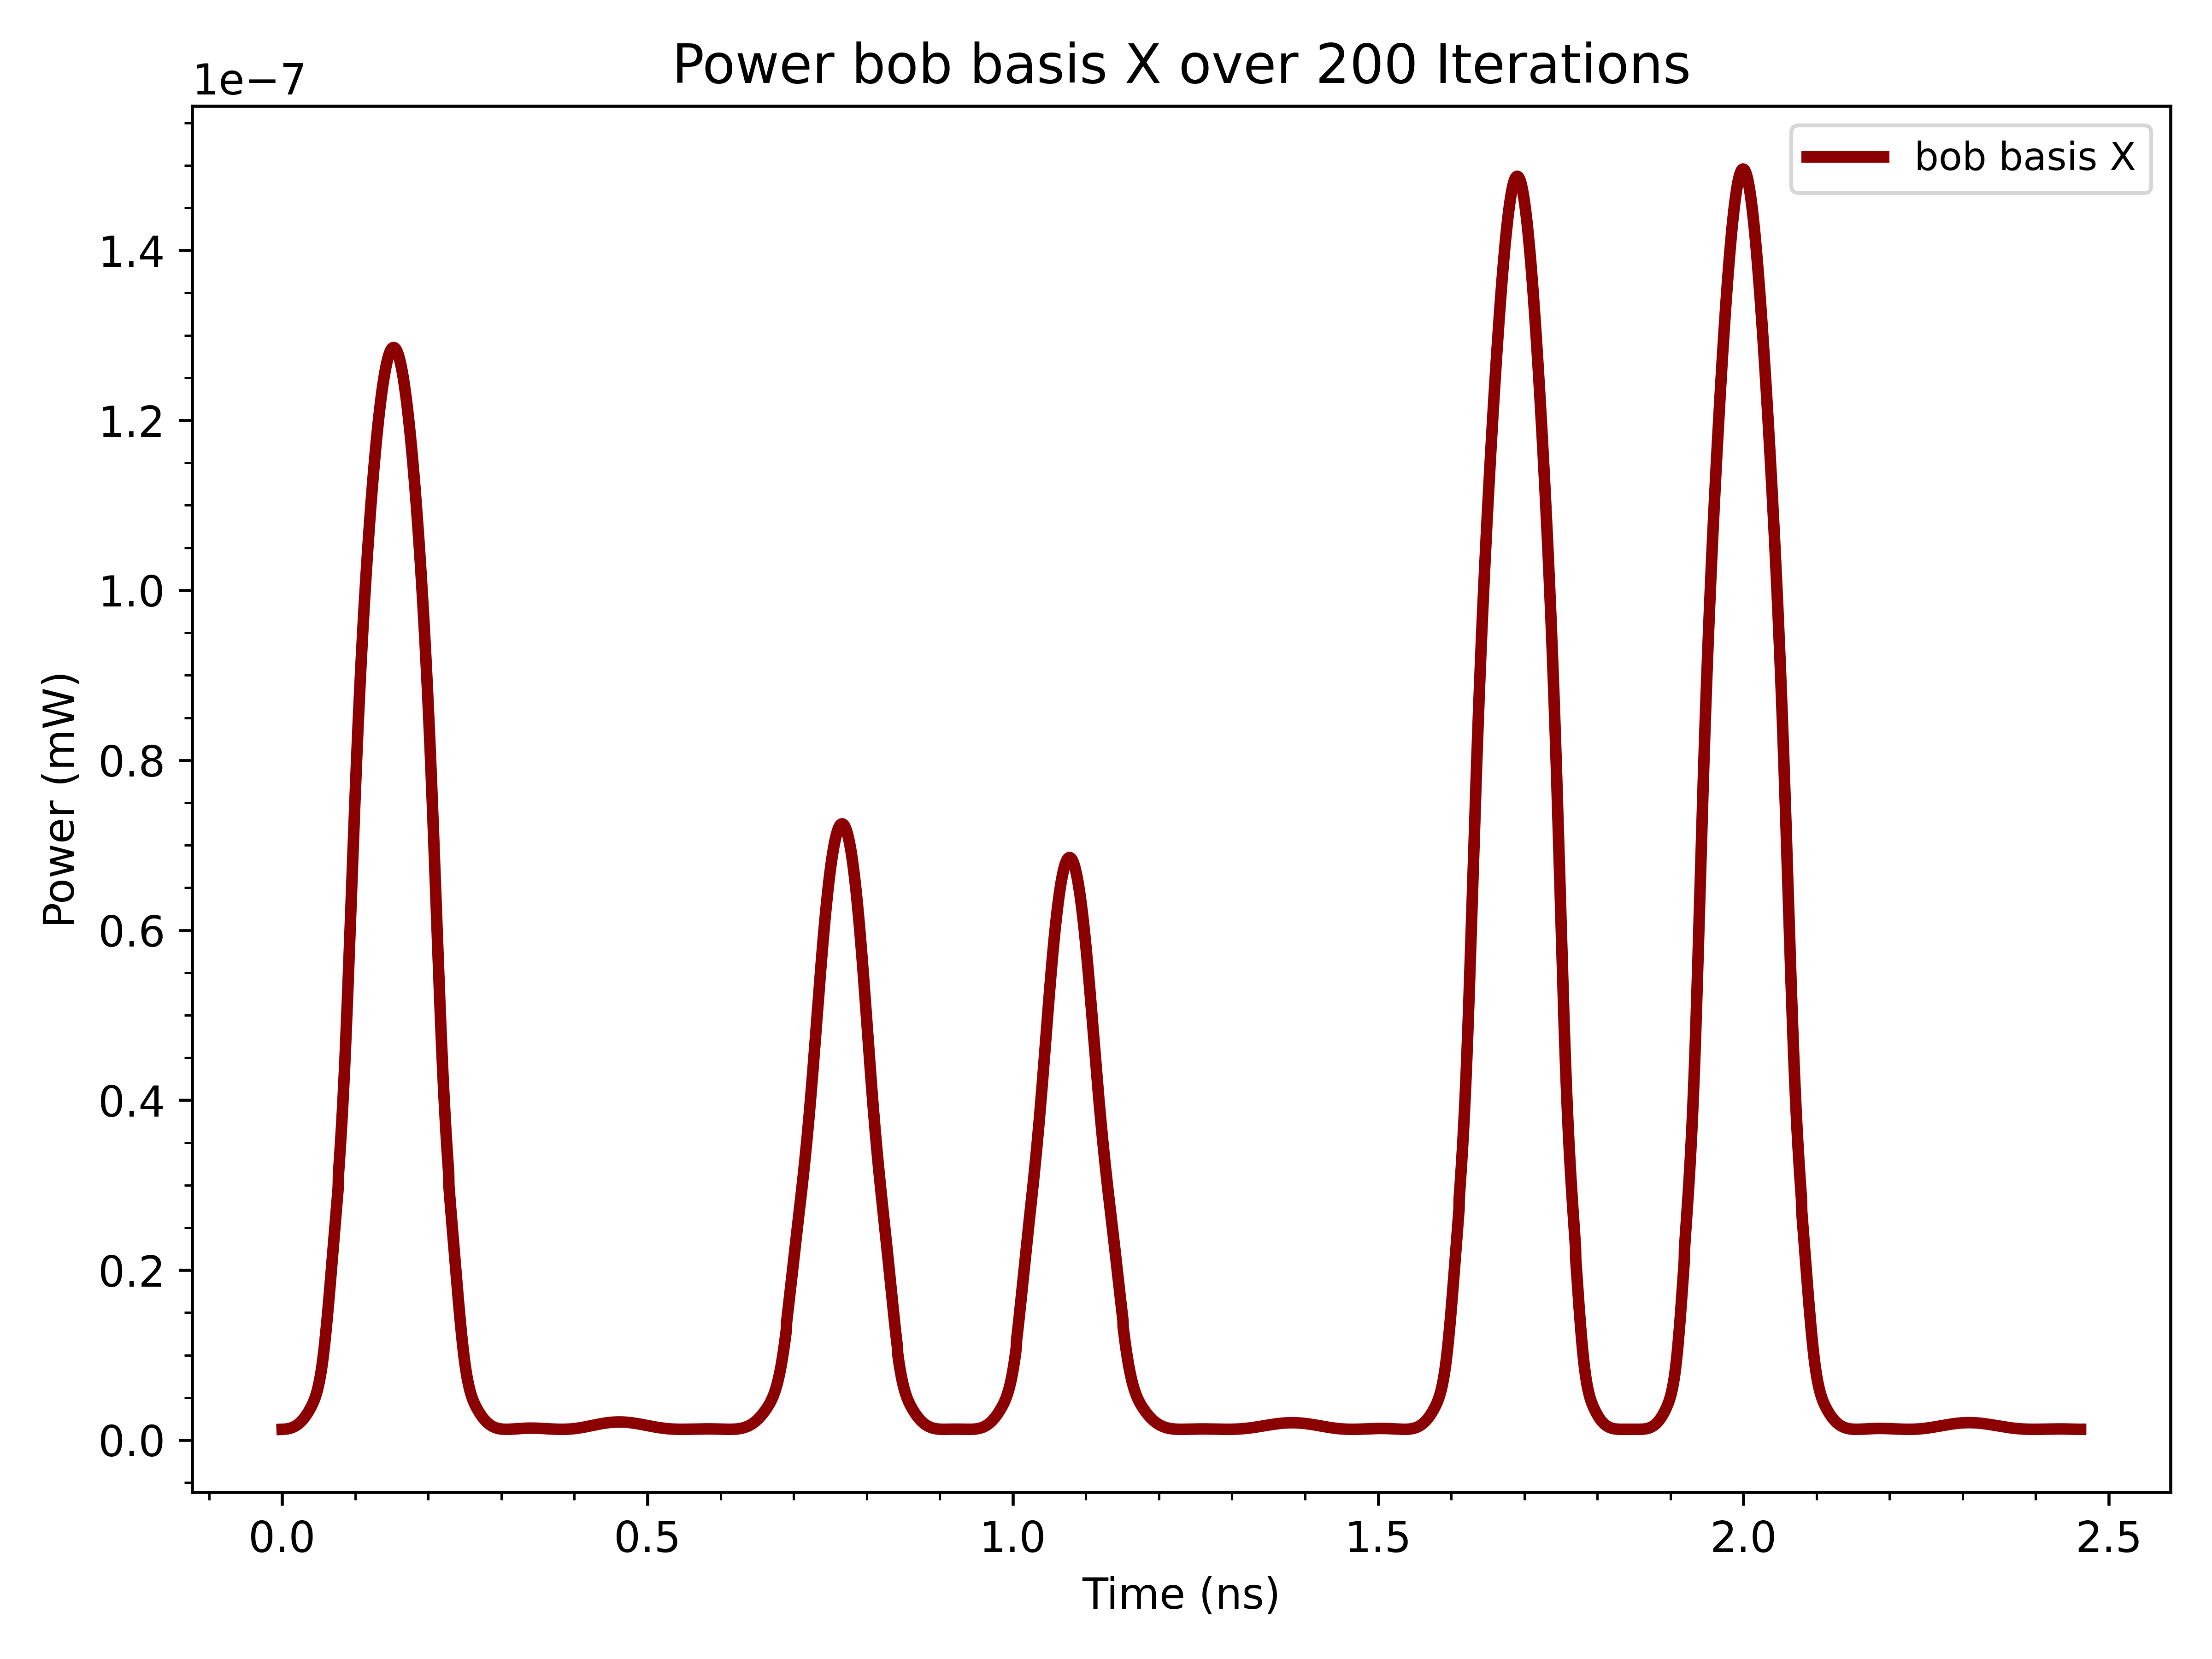 Power bob basis X over 200 Iterations
1e−7
bob basis X
1.4
1.2
1.0
0.8
0.6
0.4
0.2
0.0
Power (mW)
0.0 0.5 1.0 1.5 2.0 2.5
Time (ns)